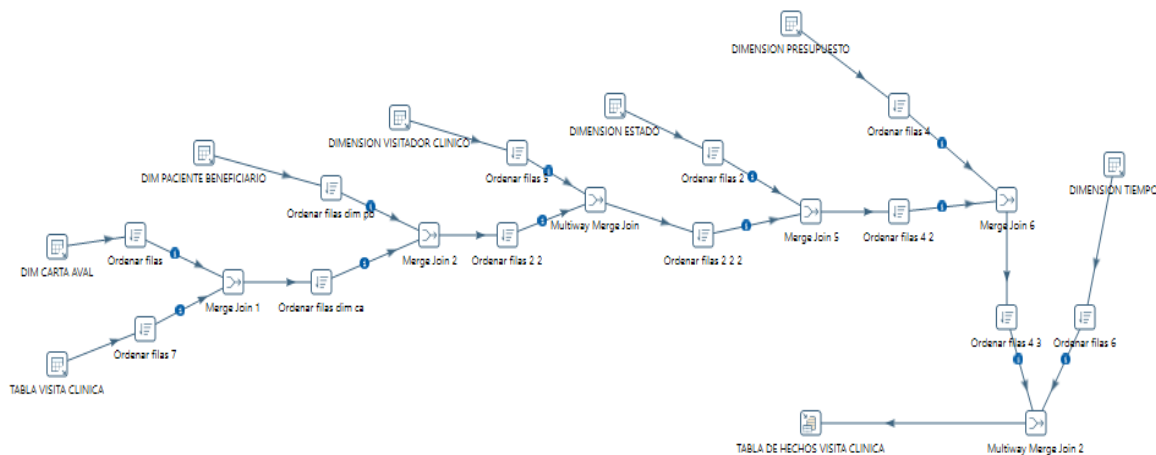 DIMENSION PRESUPUESTO
Ordenar filas 4
DIMENSION VISITADOR CLINICO
DIMENSION ESTADO
DIM PACIENTE BENEFICIARIO
Ordenar filas 5
Ordenar filas 2
DIMENSION TIEMPO
Ordenar filas dim pb
Multiway Merge Join
Merge Join 5
Ordenar filas 4 2
Merge Join 6
DIM CARTA AVAL
Ordenar filas
Merge Join 2
Ordenar filas 2 2
Ordenar filas 2 2 2
Merge Join 1
Ordenar filas dim ca
Ordenar filas 7
Ordenar filas 4 3
Ordenar filas 6
TABLA VISITA CLINICA
TABLA DE HECHOS VISITA CLINICA
Multiway Merge Join 2